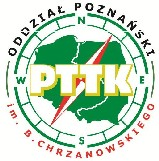 ODDZIAŁ POZNAŃSKI
N
W E
PTTK
S
im. B. CHRZANOWSKIEGO